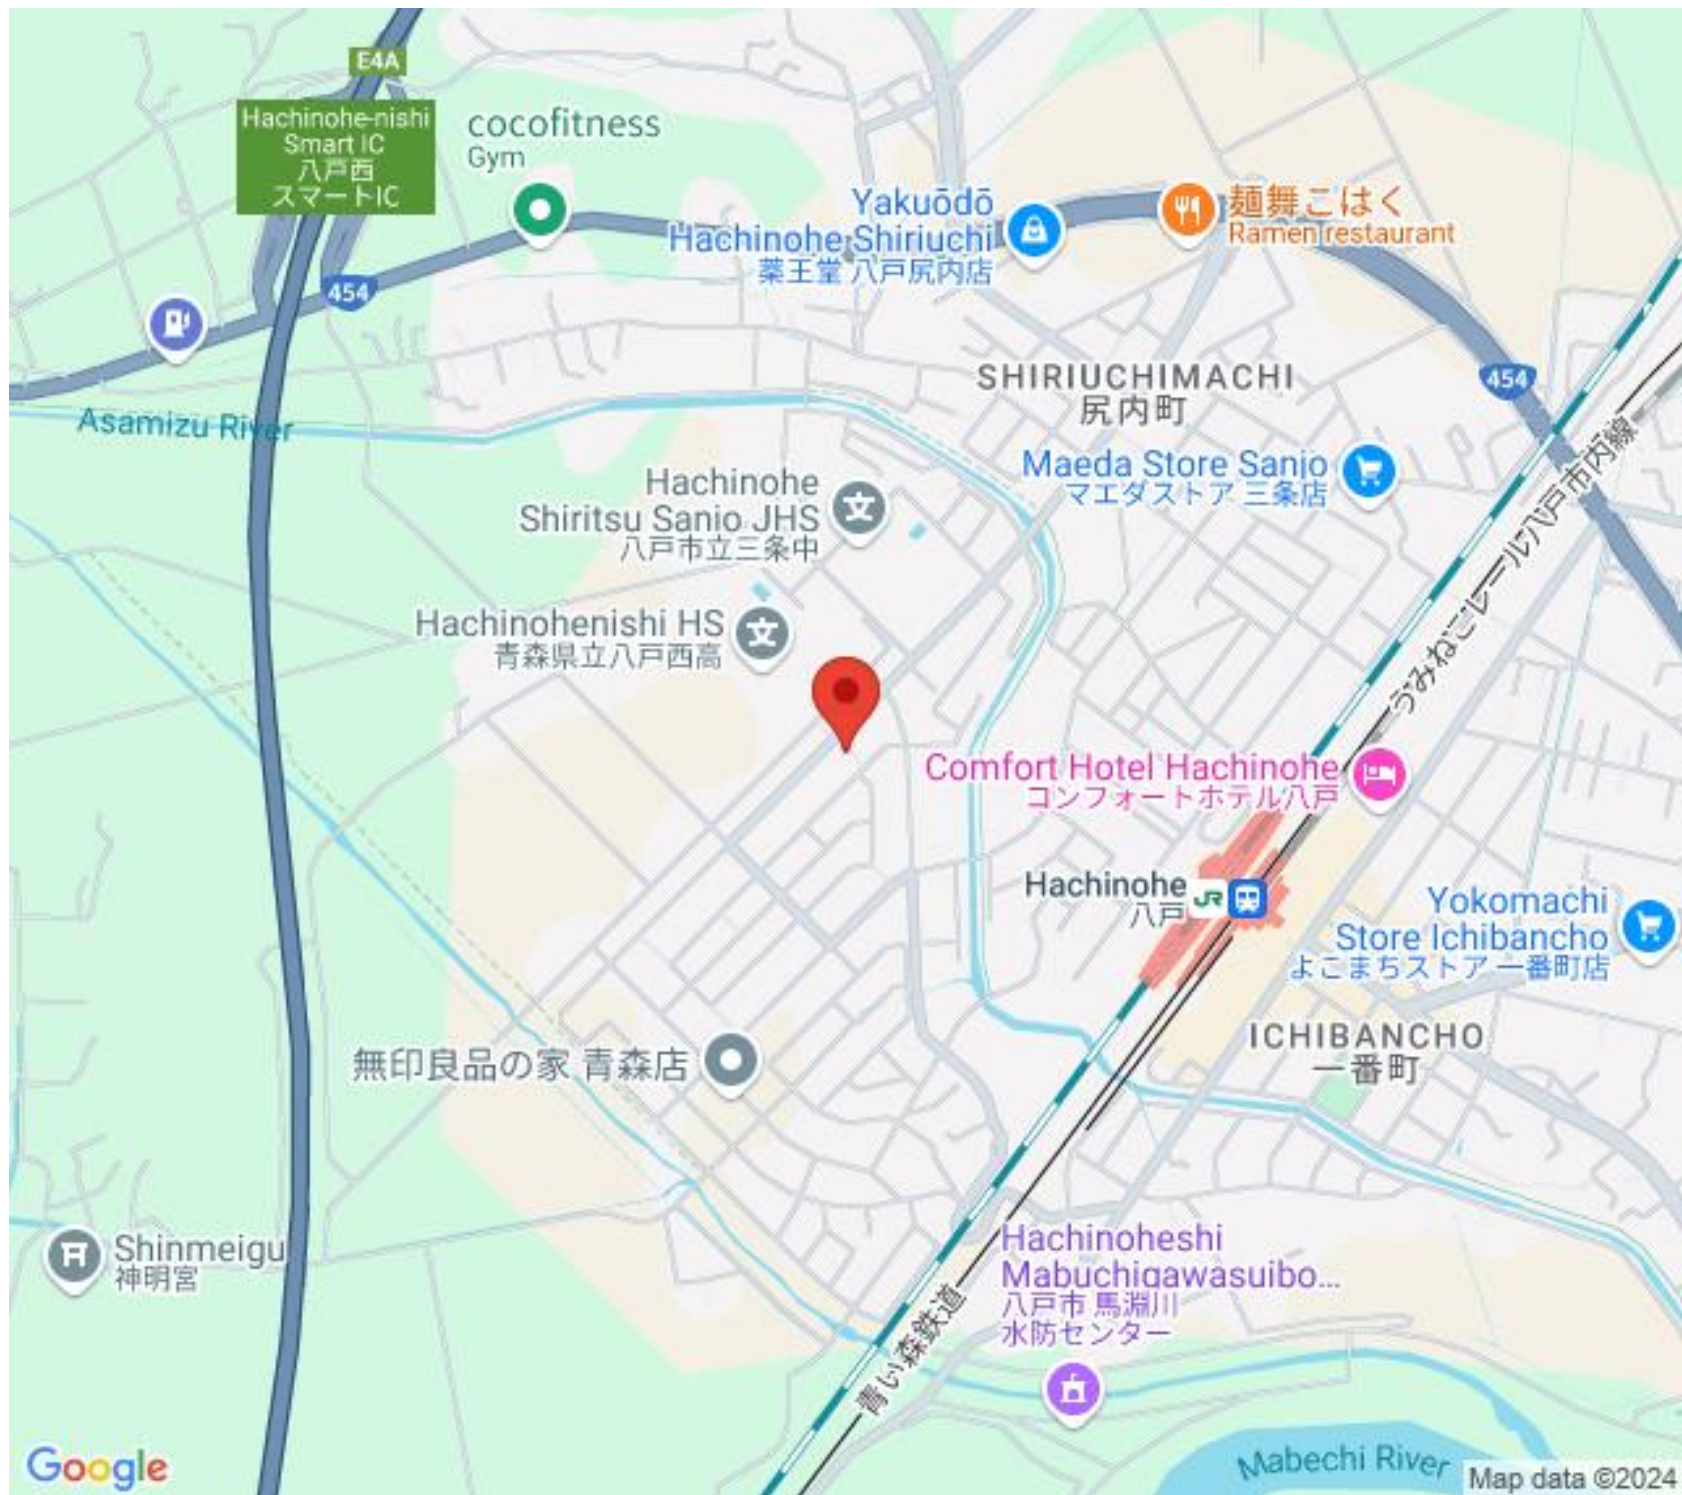 E4A
Hachinohe-nishi
Smart IC
八戸西
スマートIC
cocofitness
Gym
Yakuōdō
Hachinohe Shiriuchi
薬王堂 八戸尻内店
麺舞こはく
Ramen restaurant
454
SHIRIUCHIMACHI
尻内町
454
Asamizu River
Maeda Store Sanjo
マエダストア 三条店
Hachinohe
Shiritsu Sanjo JHS
八戸市立三条中
うみねこレール八戸市内線
Hachinohenishi HS
青森県立八戸西高
Comfort Hotel Hachinohe
コンフォートホテル八戸
Hachinohe
八戸
JR
Yokomachi
Store Ichibancho
よこまちストア 一番町店
ICHIBANCHO
一番町
無印良品の家 青森店
Shinmeigu
神明宮
Hachinoheshi
Mabuchigawasuibo...
八戸市 馬淵川
水防センター
青い森鉄道
Mabechi River
Google
Map data ©2024